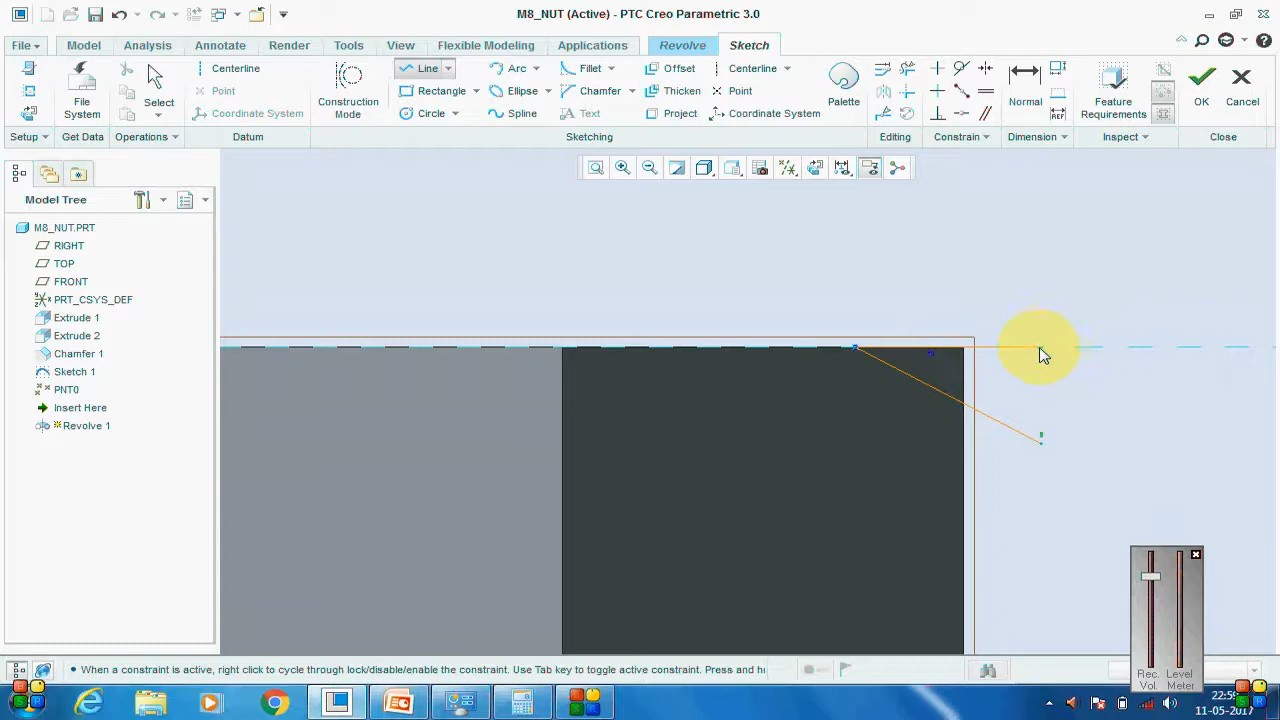 M8_NUT (Active) - PTC Creo Parametric 3.0
File Model Analysis Annotate Render Tools View Flexible Modeling Applications Revolve Sketch
Centerline Line Arc Fillet Offset Centerline
Point Rectangle Ellipse Chamfer Thicken Point
Coordinate System Circle Spline Text Project Coordinate System
File System Select Construction Mode Palette Normal Feature Requirements OK Cancel
Setup Get Data Operations Datum Sketching Editing Constrain Dimension Inspect Close
Model Tree
M8_NUT.PRT
RIGHT
TOP
FRONT
PRT_CSYS_DEF
Extrude 1
Extrude 2
Chamfer 1
Sketch 1
PNT0
Insert Here
Revolve 1
Rec. Vol
Level Meter
• When a constraint is active, right click to cycle through lock/disable/enable the constraint. Use Tab key to toggle active constraint. Press and h
11-05-2017